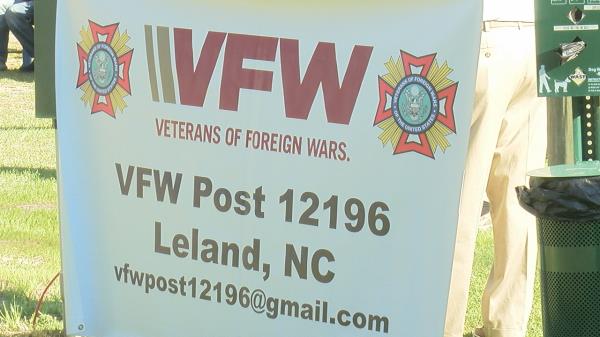 VFW
VETERANS OF FOREIGN WARS.
VFW Post 12196
Leland, NC
vfwpost12196@gmail.com